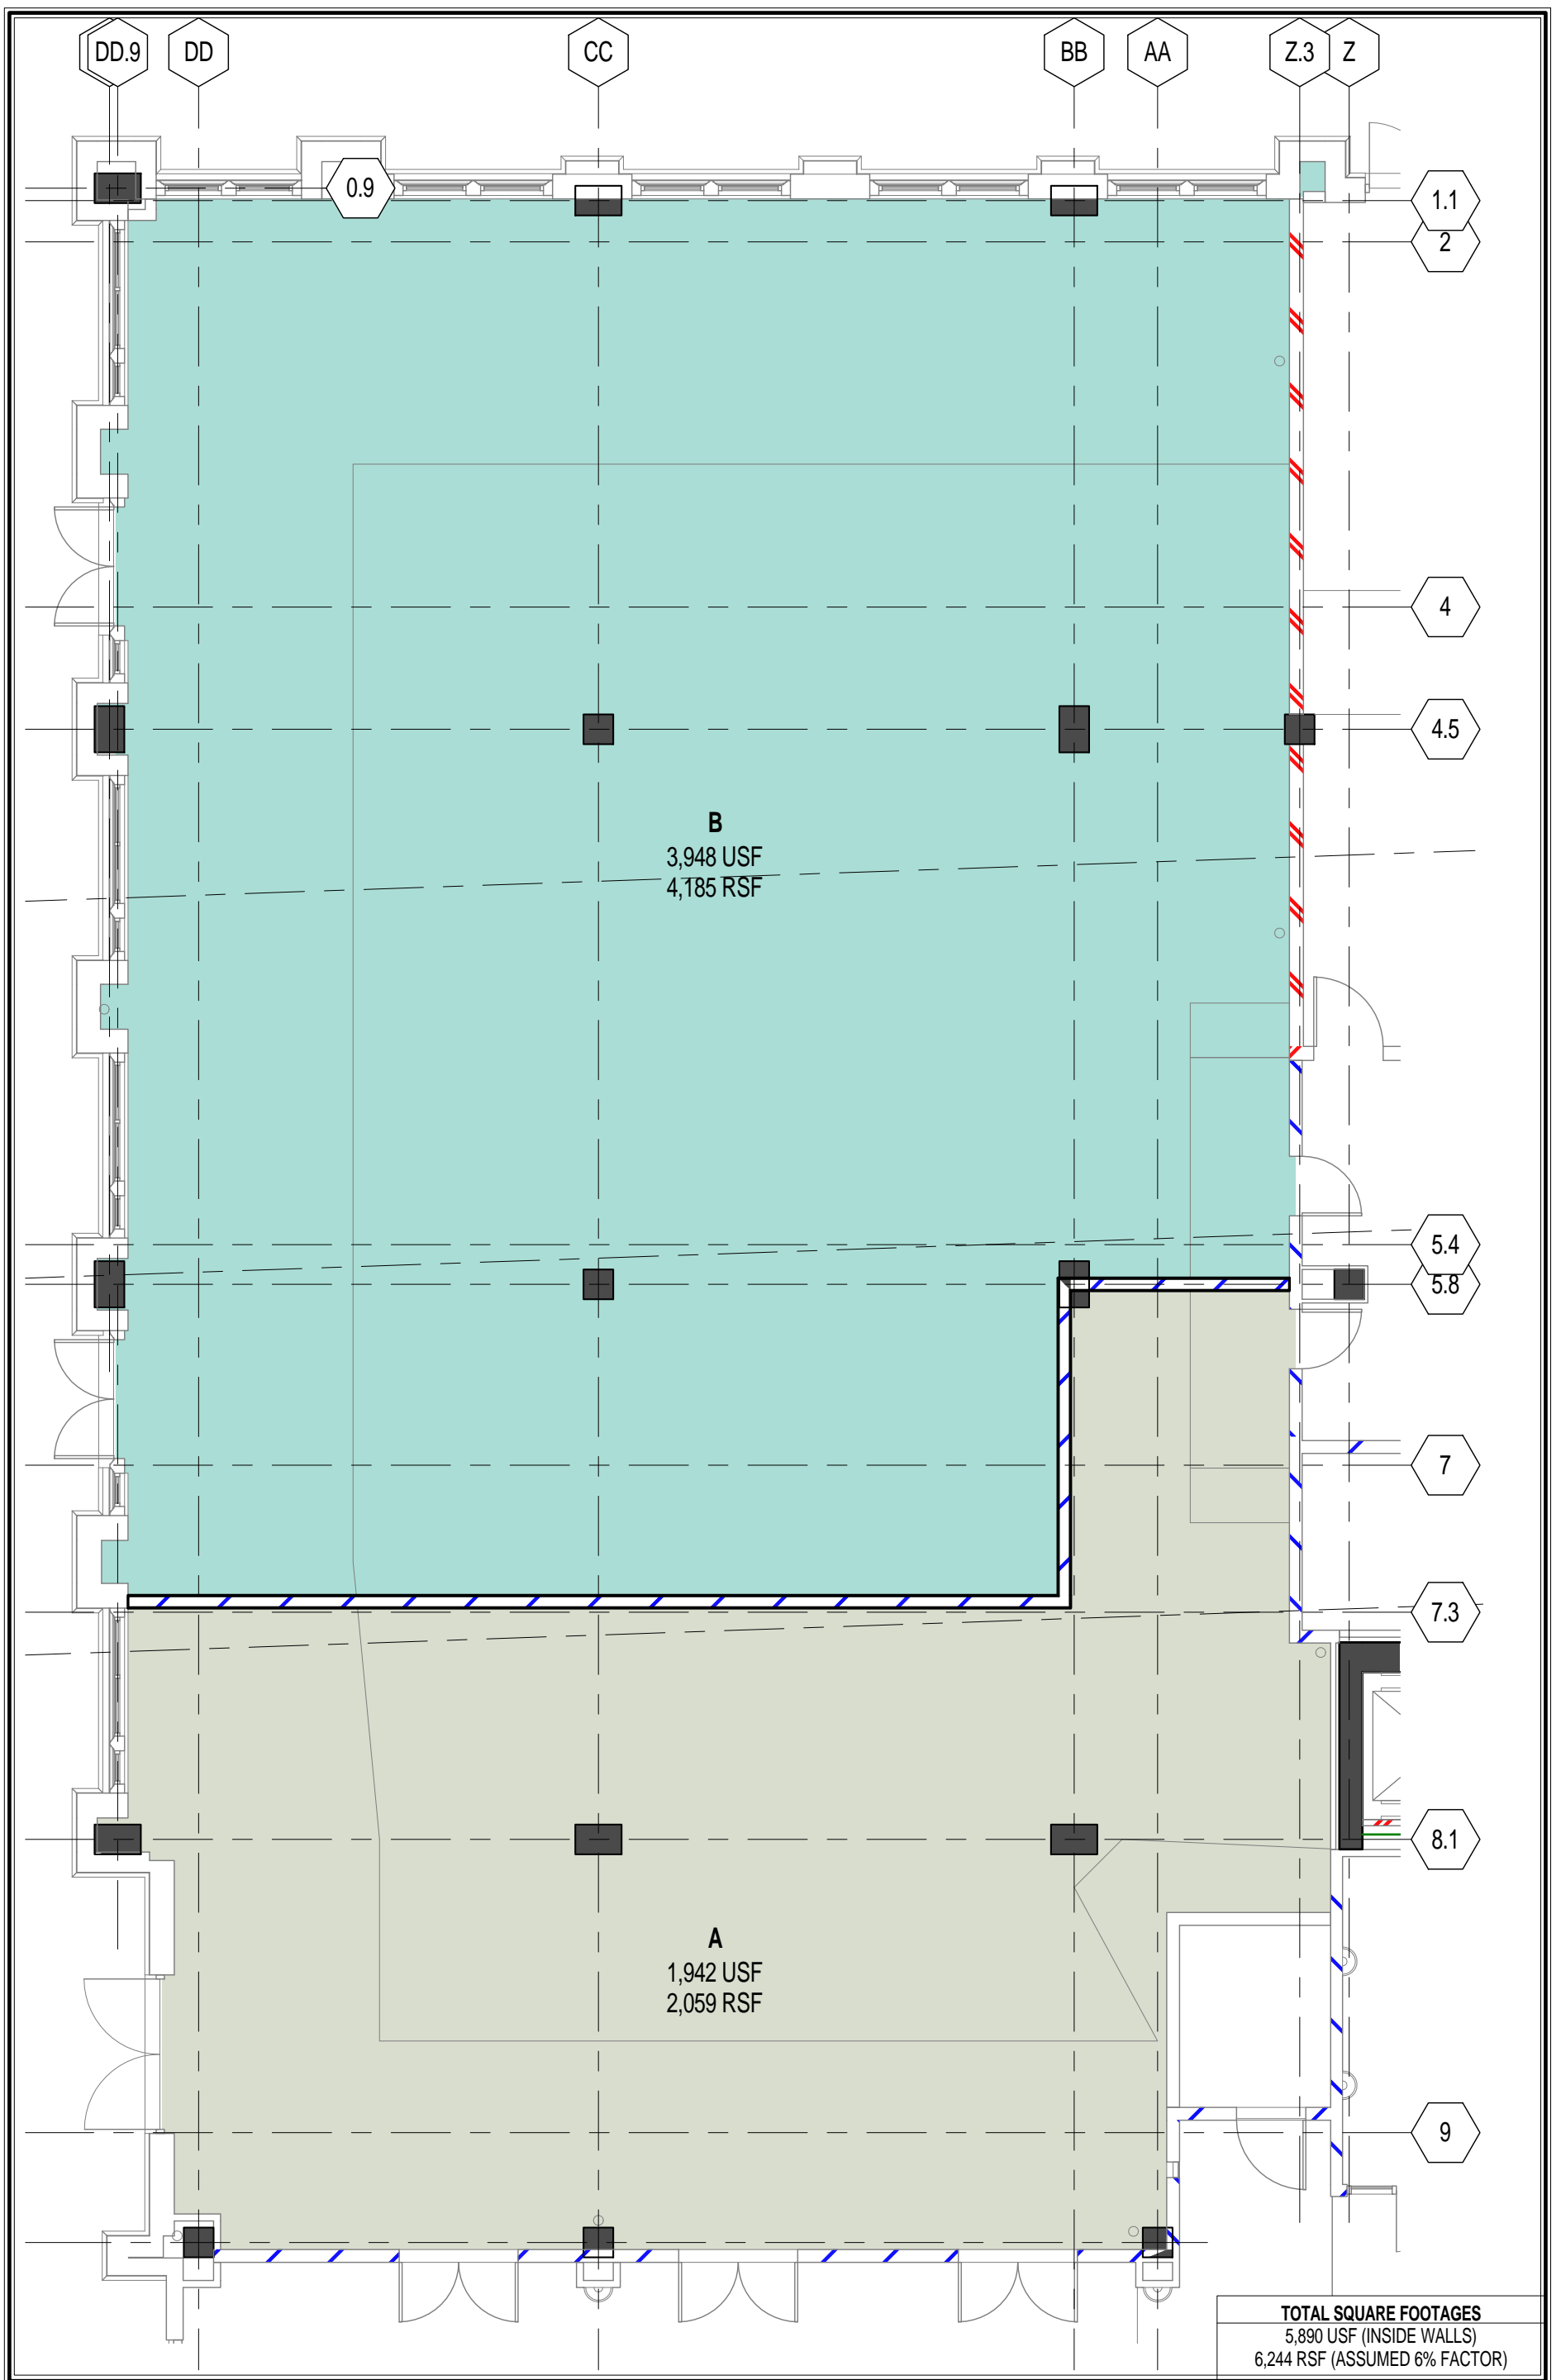 DD.9
DD
CC
BB
AA
Z.3
Z
0.9
1.1
2
4
4.5
B
3,948 USF
4,185 RSF
5.4
5.8
7
7.3
8.1
A
1,942 USF
2,059 RSF
9
TOTAL SQUARE FOOTAGES
5,890 USF (INSIDE WALLS)
6,244 RSF (ASSUMED 6% FACTOR)